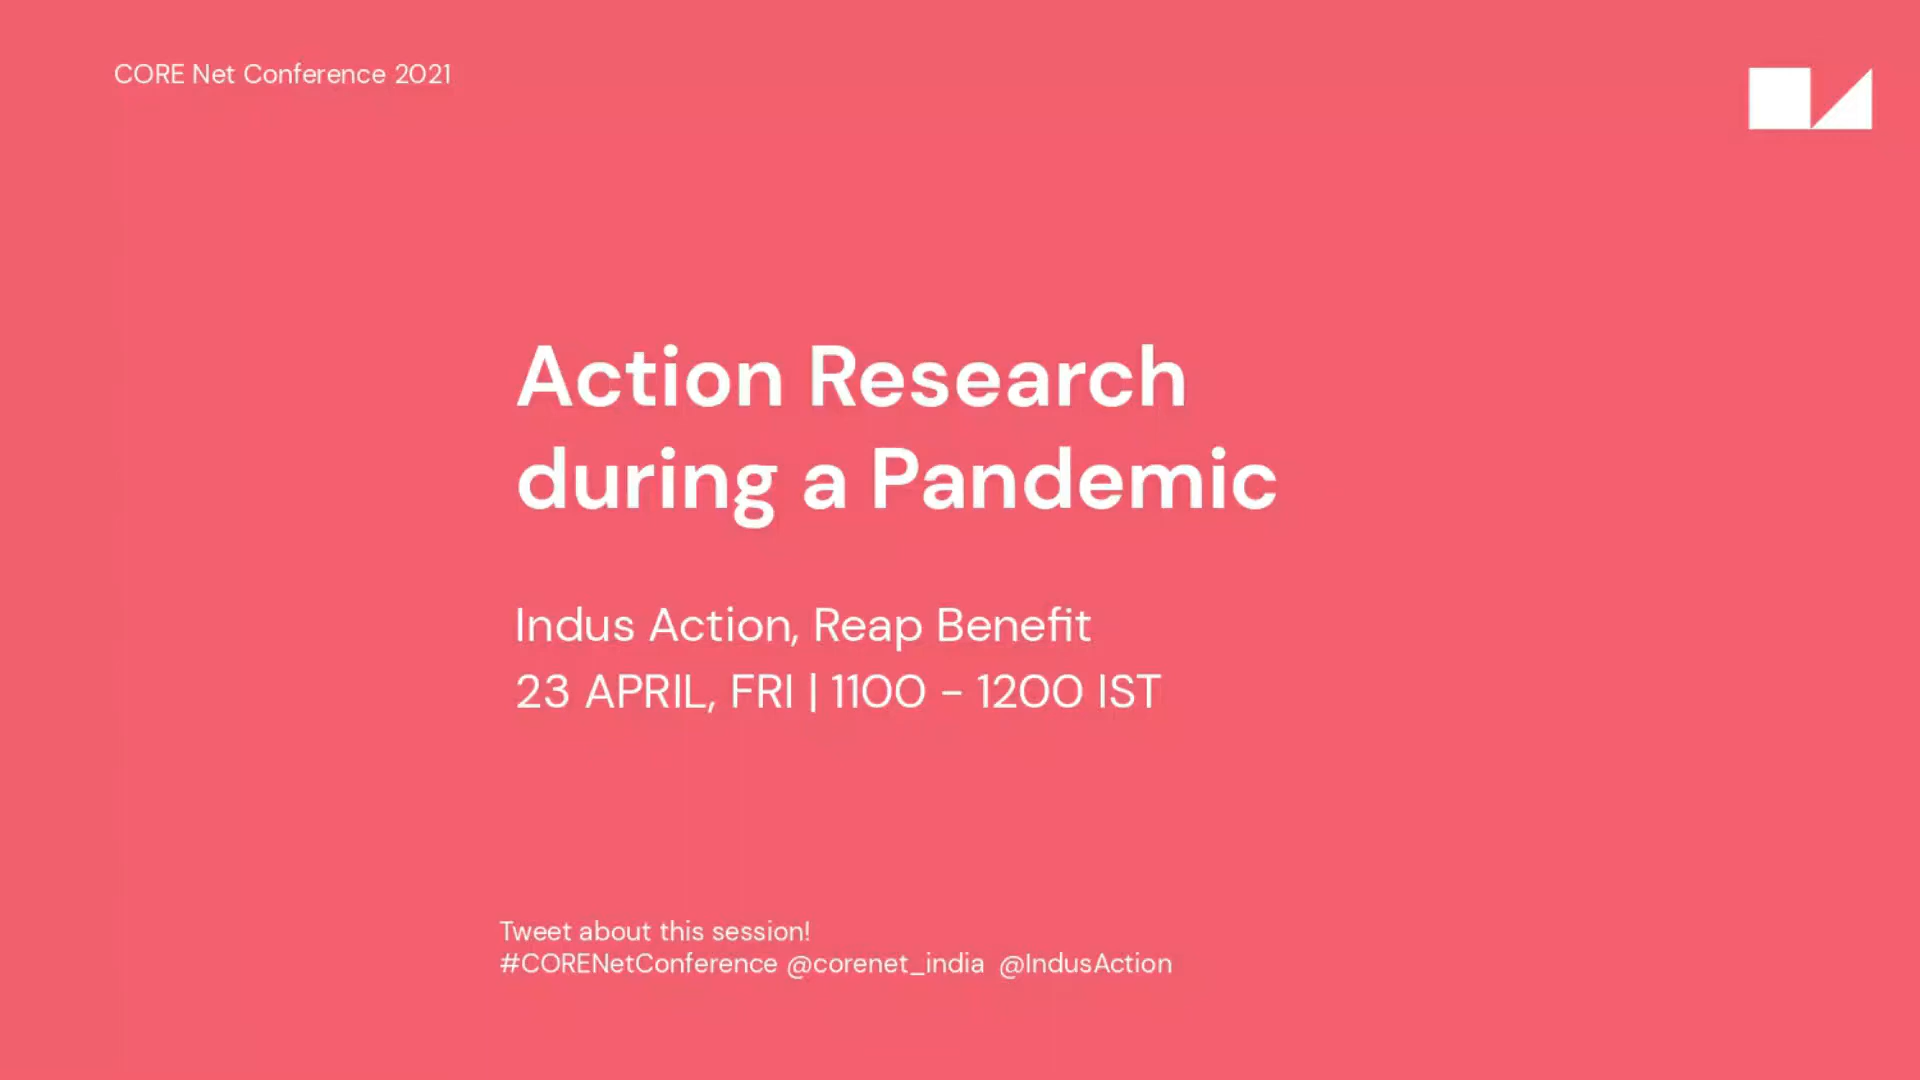 CORE Net Conference 2021
Action Research
during a Pandemic
Indus Action, Reap Benefit
23 APRIL, FRI | 1100 - 1200 IST
Tweet about this session!
#CORENetConference @corenet_india @IndusAction